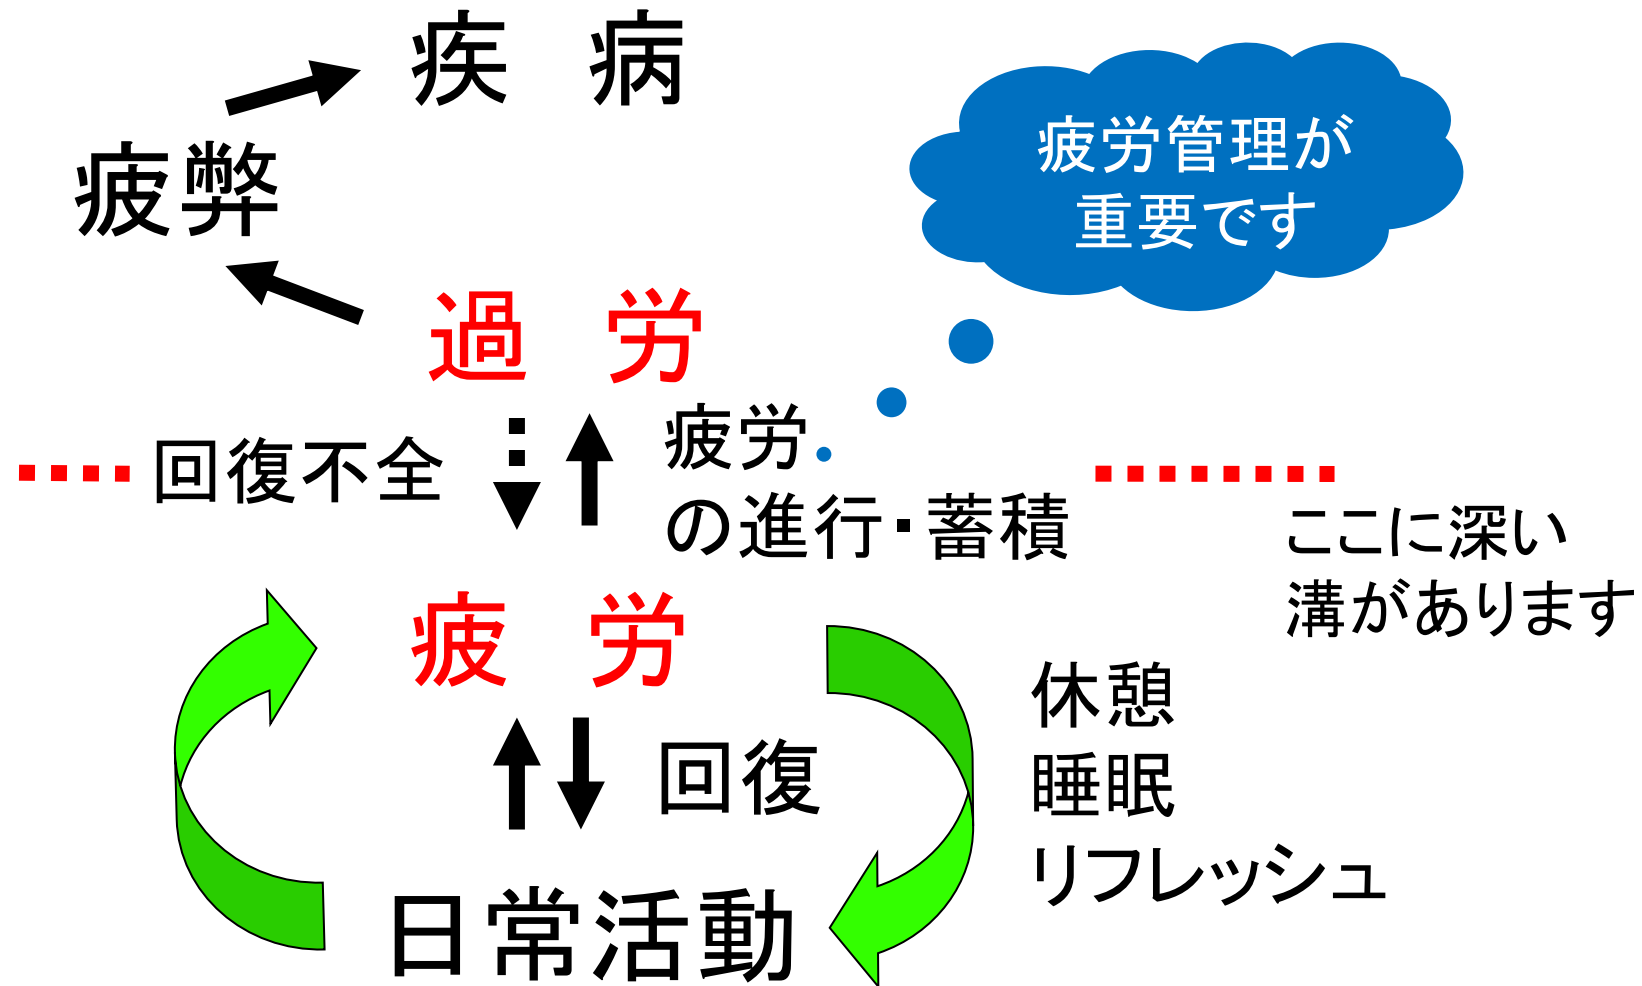 疾 病
疲弊
疲労管理が
重要です
過 労
回復不全
疲労
の進行・蓄積
ここに深い
溝があります
疲 労
回復
休憩
睡眠
リフレッシュ
日常活動